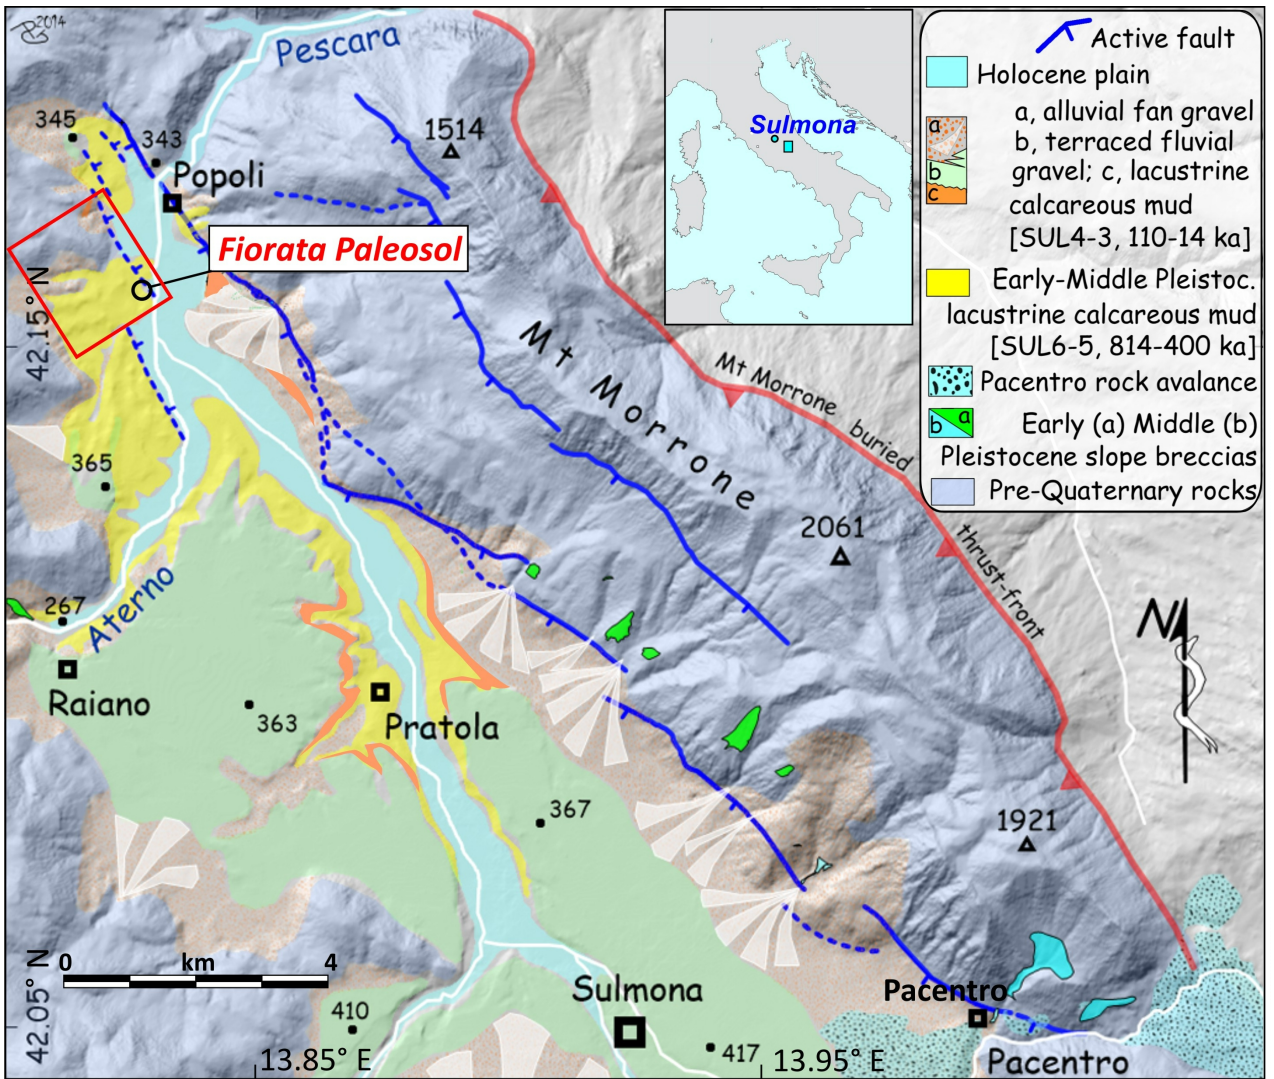 2014
Pescara
345
343
1514
Popoli
Fiorata Paleosol
Sulmona
Active fault
Holocene plain
a, alluvial fan gravel
b, terraced fluvial
gravel; c, lacustrine
calcareous mud
[SUL4-3, 110-14 ka]
a
b
c
Early-Middle Pleistoc.
lacustrine calcareous mud
[SUL6-5, 814-400 ka]
Pacentro rock avalance
b a
Early (a) Middle (b)
Pleistocene slope breccias
Pre-Quaternary rocks
42.15° N
Mt Morrone
Mt Morrone buried
thrust-front
365
2061
267
Aterno
N
Raiano
363
Pratola
367
1921
0 km 4
42.05° N
Sulmona
Pacentro
410
417
13.85° E
13.95° E
Pacentro